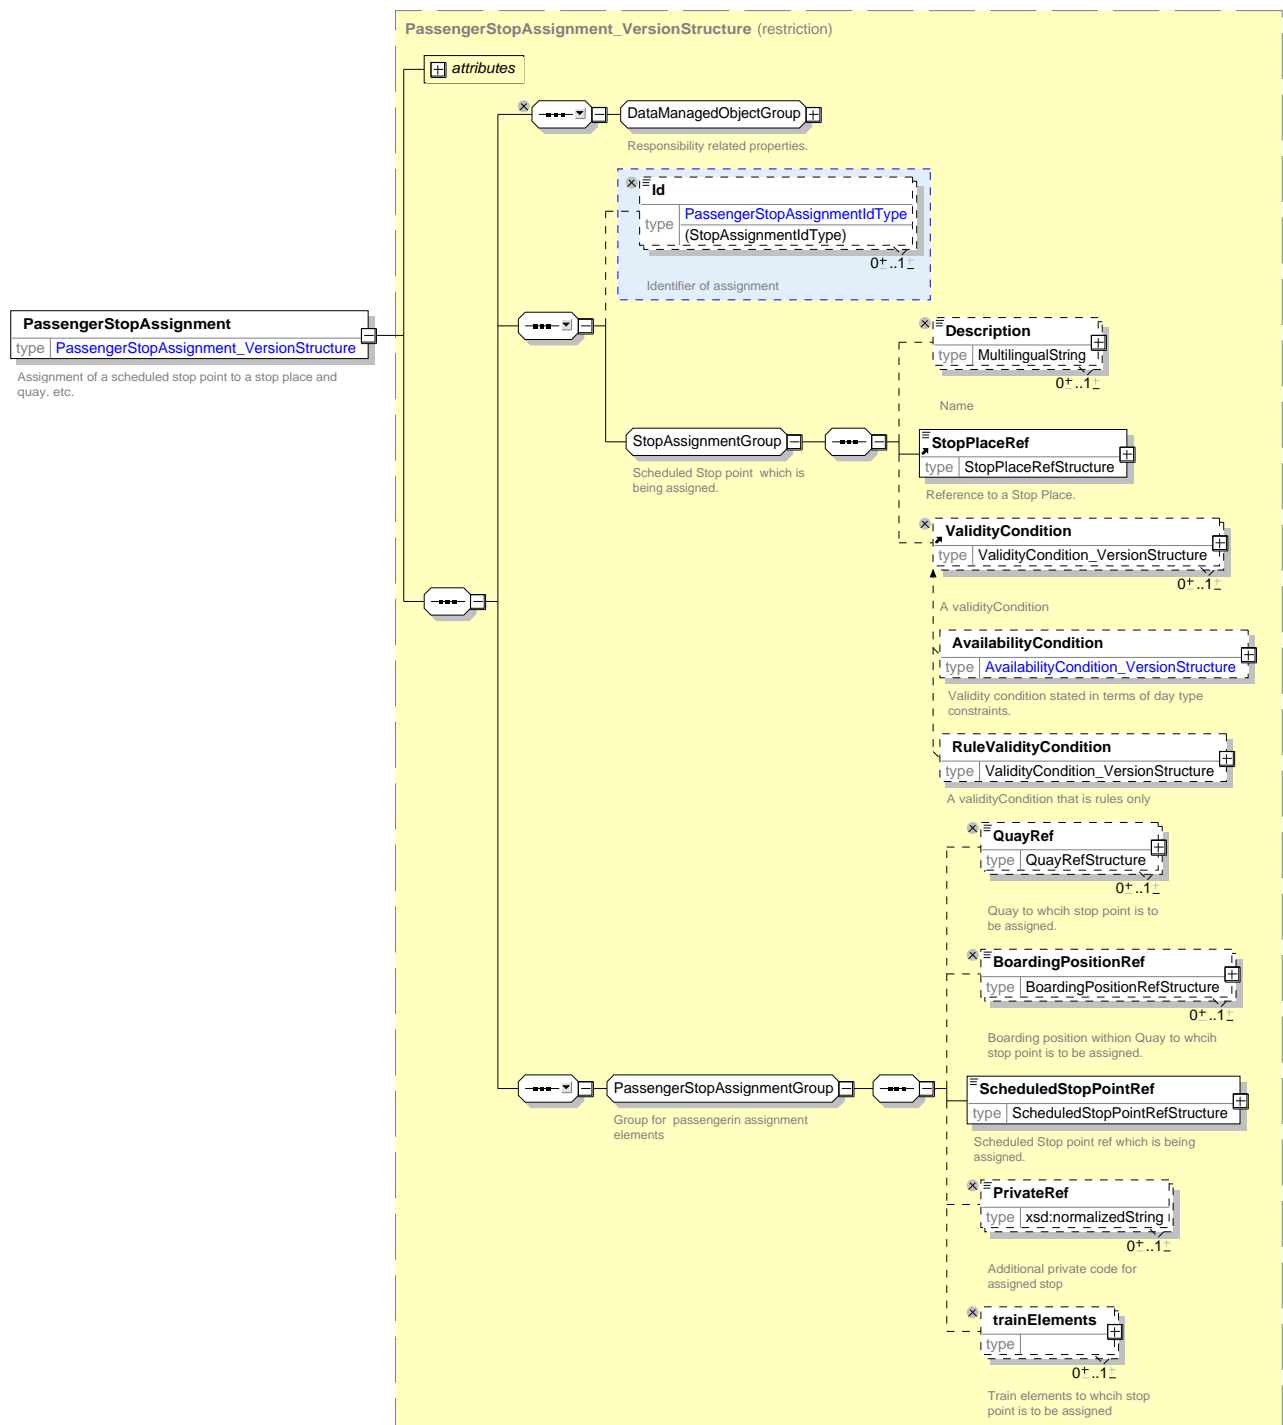 PassengerStopAssignment_VersionStructure (restriction)
attributes
DataManagedObjectGroup
Responsibility related properties.
Id
type PassengerStopAssignmentIdType
(StopAssignmentIdType)
0±..1±
Identifier of assignment
PassengerStopAssignment
type PassengerStopAssignment_VersionStructure
Assignment of a scheduled stop point to a stop place and
quay. etc.
Description
type MultilingualString
0±..1±
Name
StopAssignmentGroup
Scheduled Stop point which is
being assigned.
StopPlaceRef
type StopPlaceRefStructure
Reference to a Stop Place.
ValidityCondition
type ValidityCondition_VersionStructure
0±..1±
A validityCondition
AvailabilityCondition
type AvailabilityCondition_VersionStructure
Validity condition stated in terms of day type
constraints.
RuleValidityCondition
type ValidityCondition_VersionStructure
A validityCondition that is rules only
QuayRef
type QuayRefStructure
0±..1±
Quay to whcih stop point is to
be assigned.
BoardingPositionRef
type BoardingPositionRefStructure
0±..1±
Boarding position withion Quay to whcih
stop point is to be assigned.
PassengerStopAssignmentGroup
Group for passengerin assignment
elements
ScheduledStopPointRef
type ScheduledStopPointRefStructure
Scheduled Stop point ref which is being
assigned.
PrivateRef
type xsd:normalizedString
0±..1±
Additional private code for
assigned stop
trainElements
type
0±..1±
Train elements to whcih stop
point is to be assigned